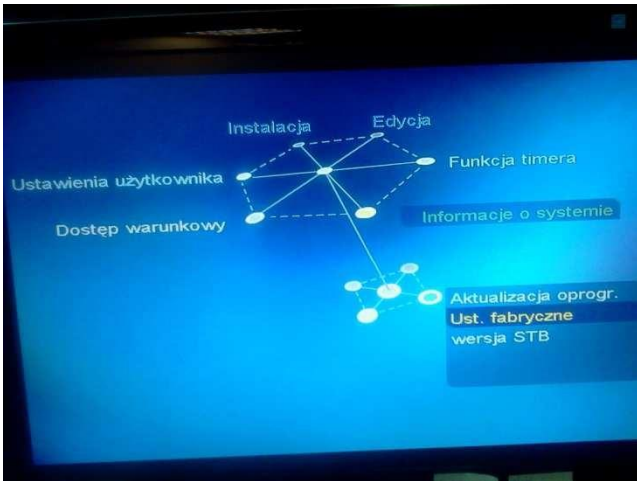 Instalacja
Edycja
Ustawienia użytkownika
Funkcja timera
Dostęp warunkowy
Informacje o systemie
Aktualizacja oprogr.
Ust. fabryczne
wersja STB